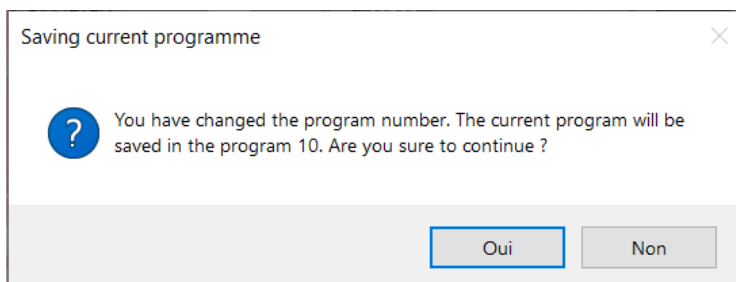 Saving current programme
You have changed the program number. The current program will be
saved in the program 10. Are you sure to continue ?
Oui
Non